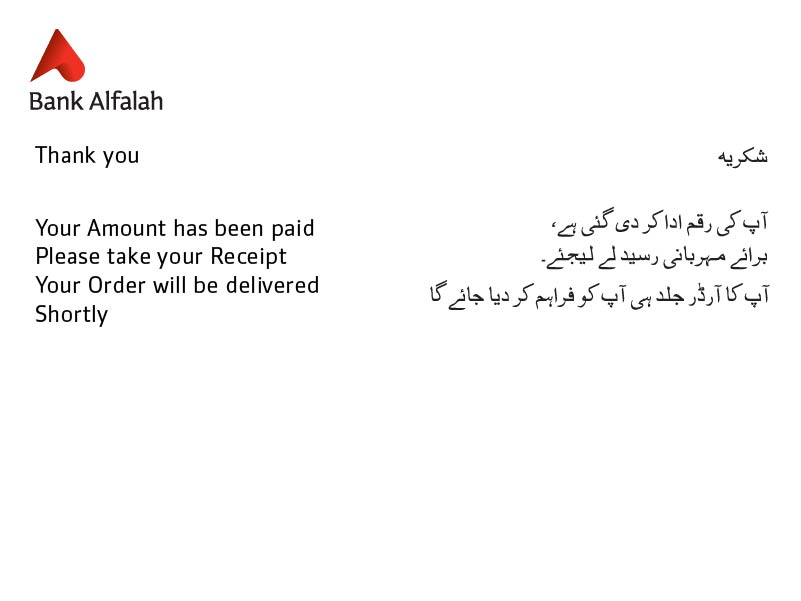 Bank Alfalah
Thank you
شکریہ
Your Amount has been paid
Please take your Receipt
Your Order will be delivered
Shortly
آپ کی رقم ادا کر دی گئی ہے،
برائے مہربانی رسید لے لیجئے۔
آپ کا آرڈر جلد ہی آپ کو فراہم کر دیا جائے گا